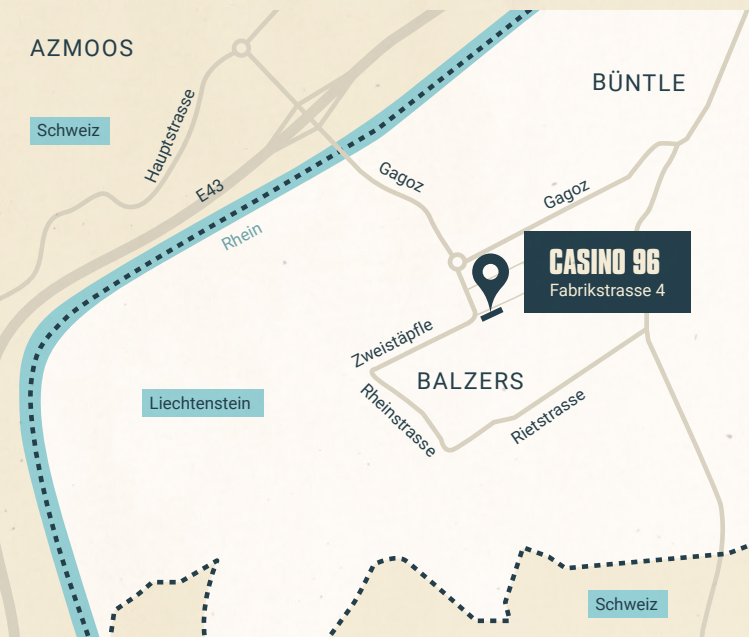 AZMOOS
BÜNTLE
Schweiz
Hauptstrasse
E43
Gagoz
Gagoz
Rhein
CASINO 96
Fabrikstrasse 4
Zweistäpfle
BALZERS
Liechtenstein
Rheinstrasse
Rietstrasse
Schweiz